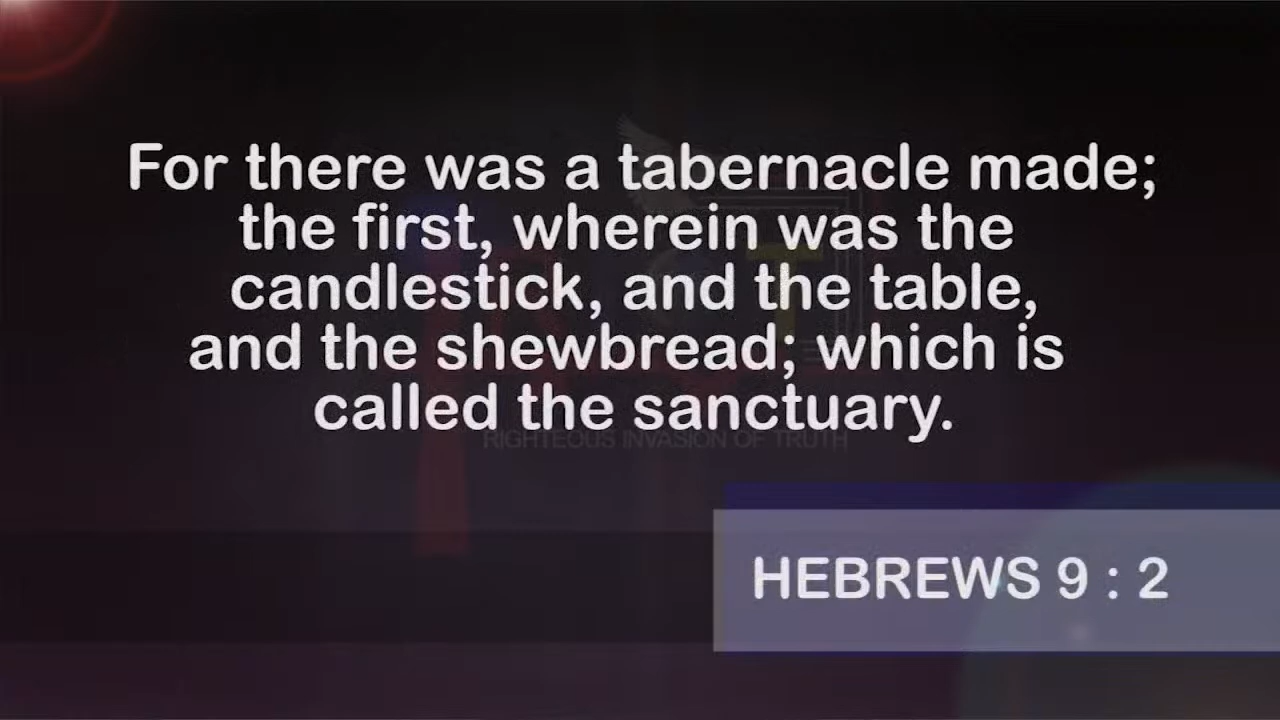 For there was a tabernacle made;
the first, wherein was the
candlestick, and the table,
and the shewbread; which is
called the sanctuary.
RIGHTEOUS INVASION OF TRUTH
HEBREWS 9 : 2